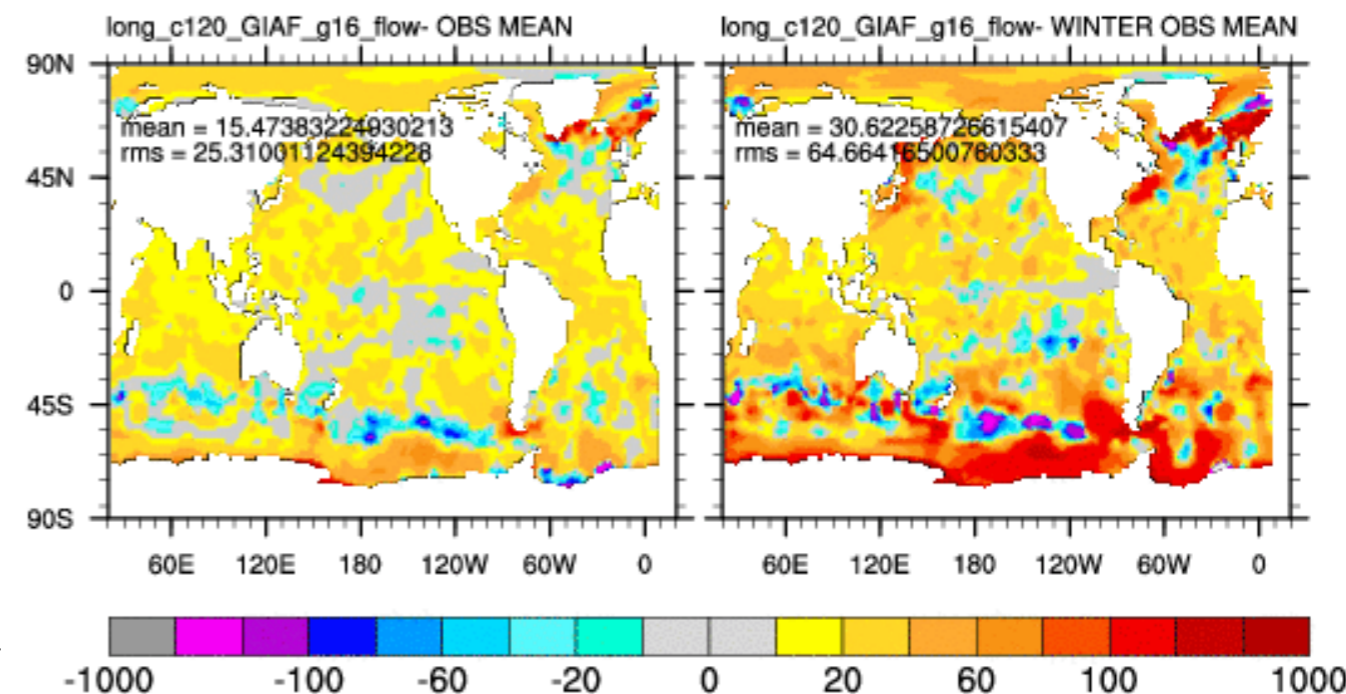 long_c120_GIAF_g16_flow- OBS MEAN
long_c120_GIAF_g16_flow- WINTER OBS MEAN
90N
mean = 15.47383224930213
rms = 25.31001124394228
mean = 30.62258726615407
rms = 64.66416500760333
45N
0
45S
90S
60E 120E 180 120W 60W 0
60E 120E 180 120W 60W 0
-1000 -100 -60 -20 0 20 60 100 1000